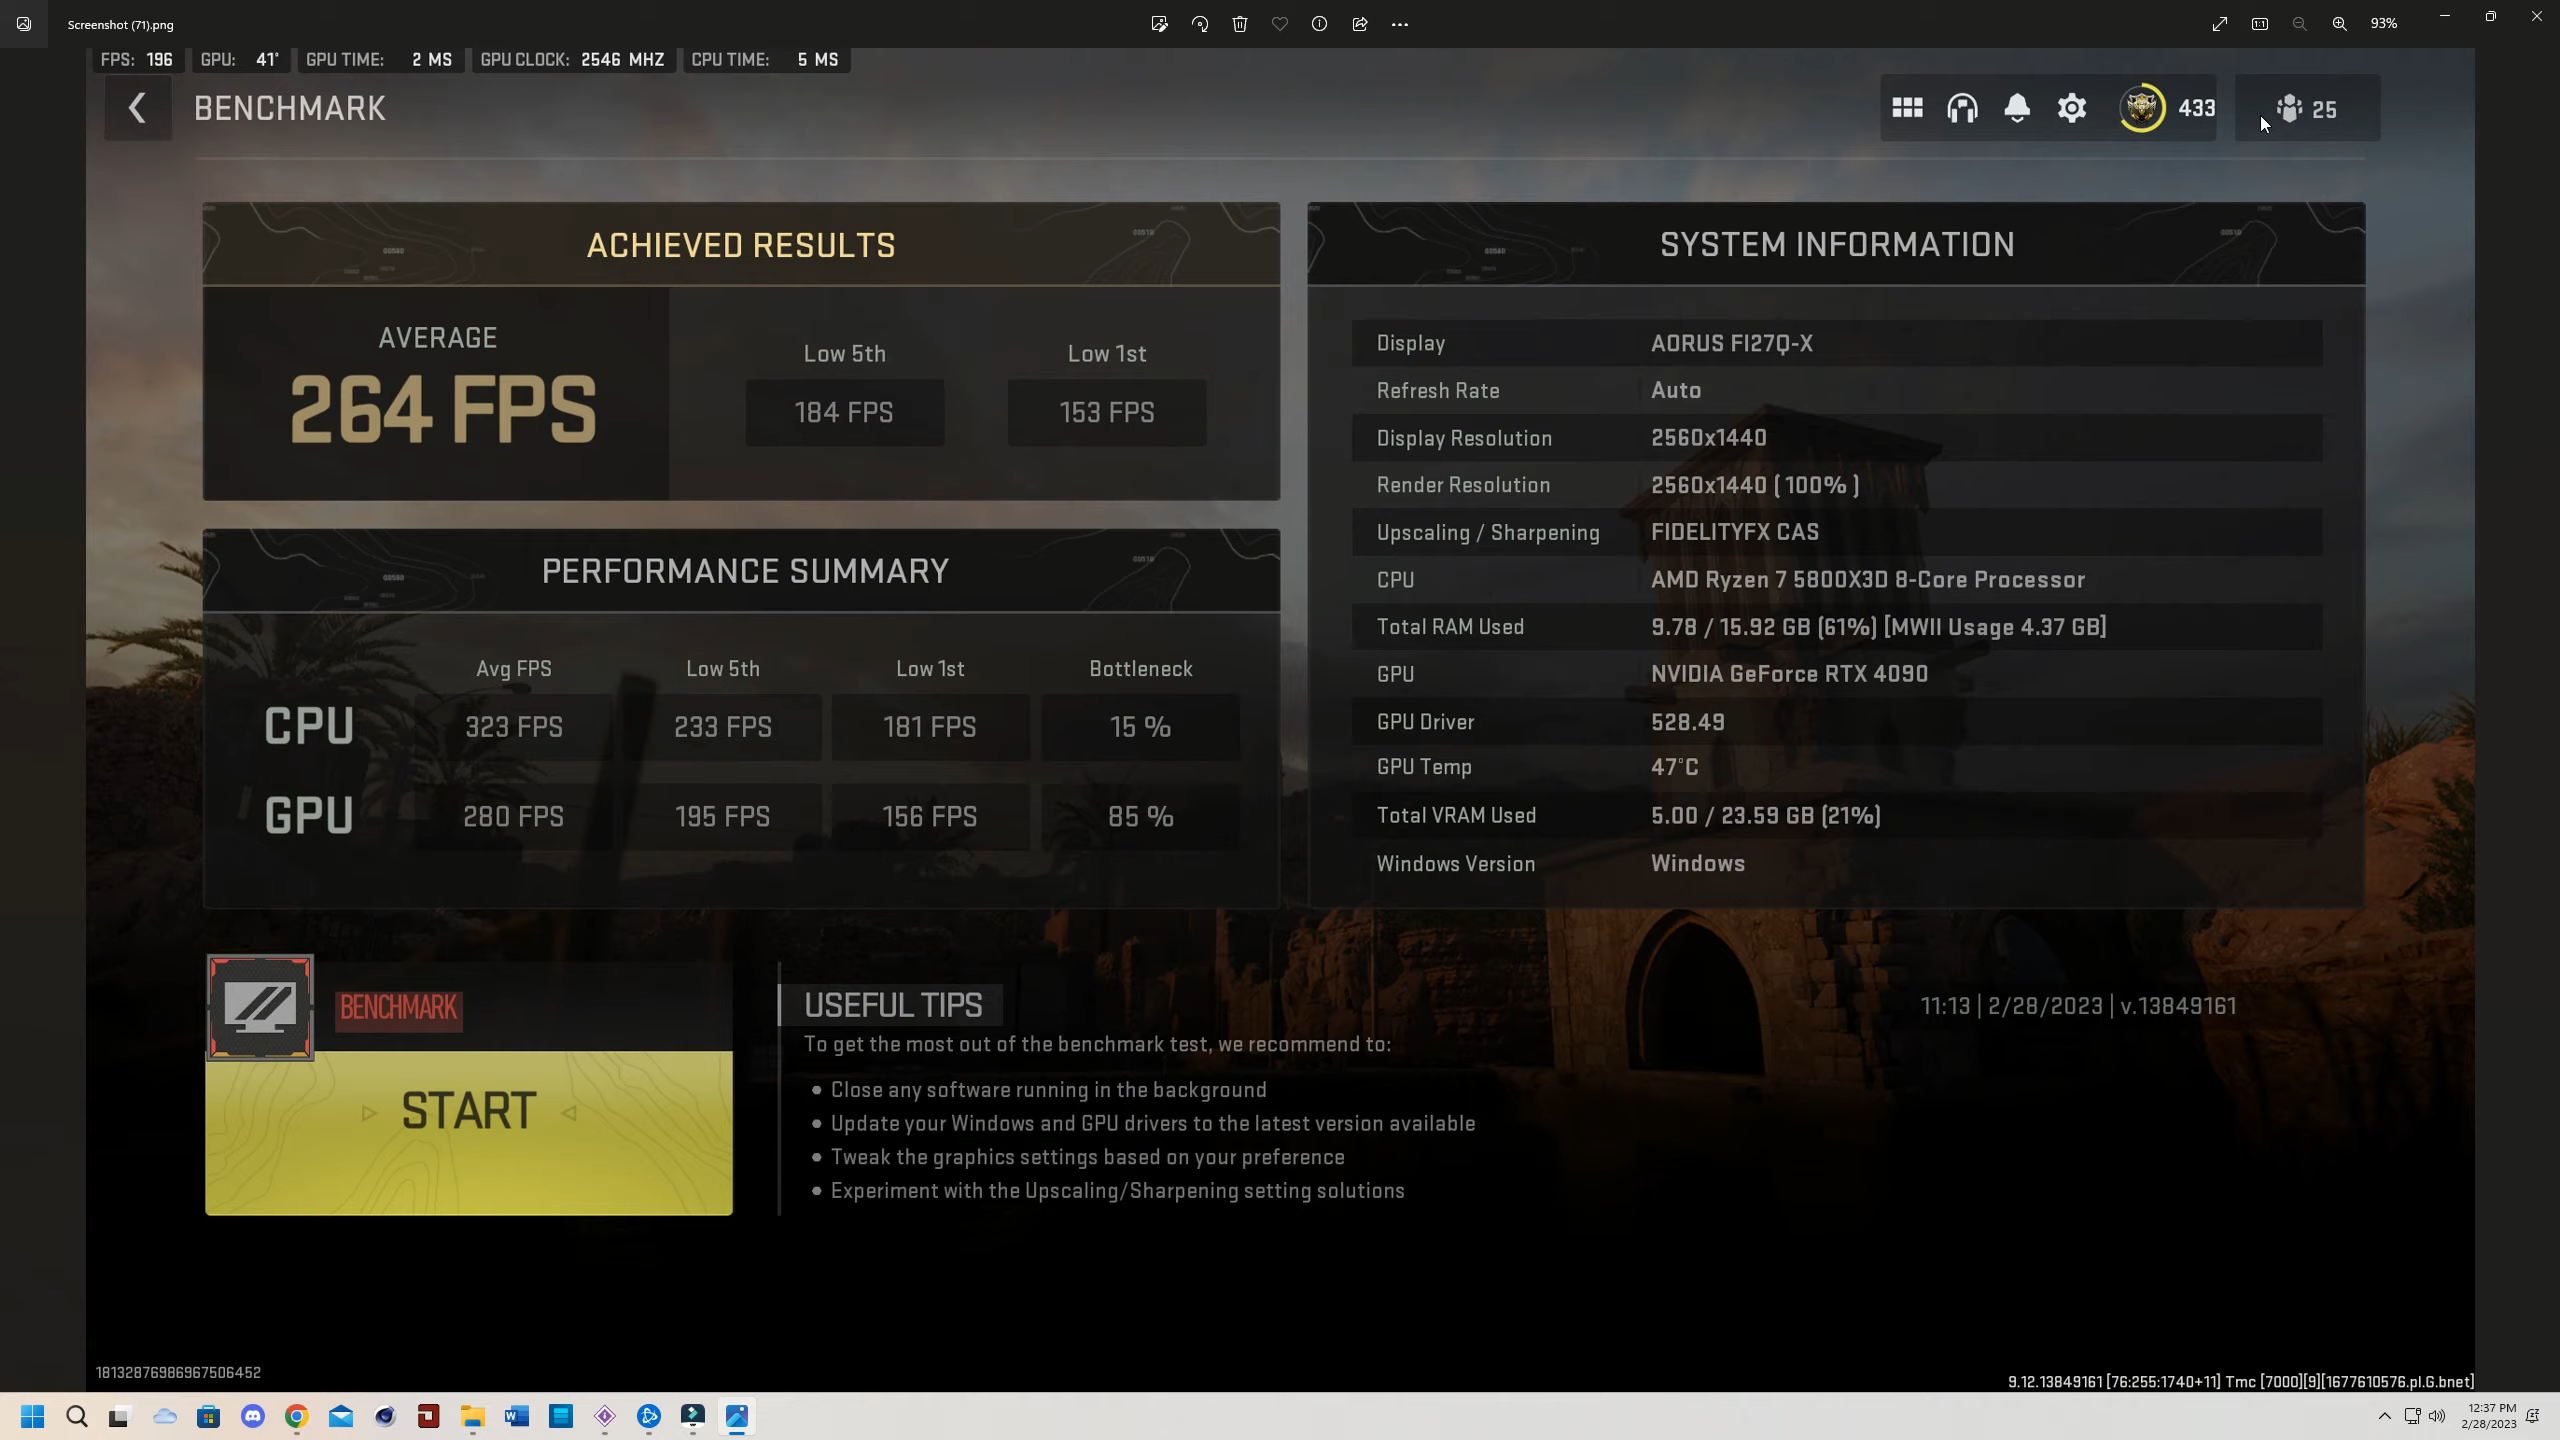 Screenshot (71).png
93%
FPS: 196 GPU: 41° GPU TIME: 2 MS GPU CLOCK: 2546 MHZ CPU TIME: 5 MS
BENCHMARK
433
25
ACHIEVED RESULTS
AVERAGE
264 FPS
Low 5th
184 FPS
Low 1st
153 FPS
PERFORMANCE SUMMARY
Avg FPS Low 5th Low 1st Bottleneck
CPU 323 FPS 233 FPS 181 FPS 15 %
GPU 280 FPS 195 FPS 156 FPS 85 %
SYSTEM INFORMATION
Display AORUS FI27Q-X
Refresh Rate Auto
Display Resolution 2560x1440
Render Resolution 2560x1440 ( 100% )
Upscaling / Sharpening FIDELITYFX CAS
CPU AMD Ryzen 7 5800X3D 8-Core Processor
Total RAM Used 9.78 / 15.92 GB (61%) [MWII Usage 4.37 GB]
GPU NVIDIA GeForce RTX 4090
GPU Driver 528.49
GPU Temp 47°C
Total VRAM Used 5.00 / 23.59 GB (21%)
Windows Version Windows
BENCHMARK
START
USEFUL TIPS
To get the most out of the benchmark test, we recommend to:
• Close any software running in the background
• Update your Windows and GPU drivers to the latest version available
• Tweak the graphics settings based on your preference
• Experiment with the Upscaling/Sharpening setting solutions
11:13 | 2/28/2023 | v.13849161
18132876986967506452
9.12.13849161 [76:255:1740+11] Tmc [7000][9][1677610576.pl.G.bnet]
12:37 PM
2/28/2023